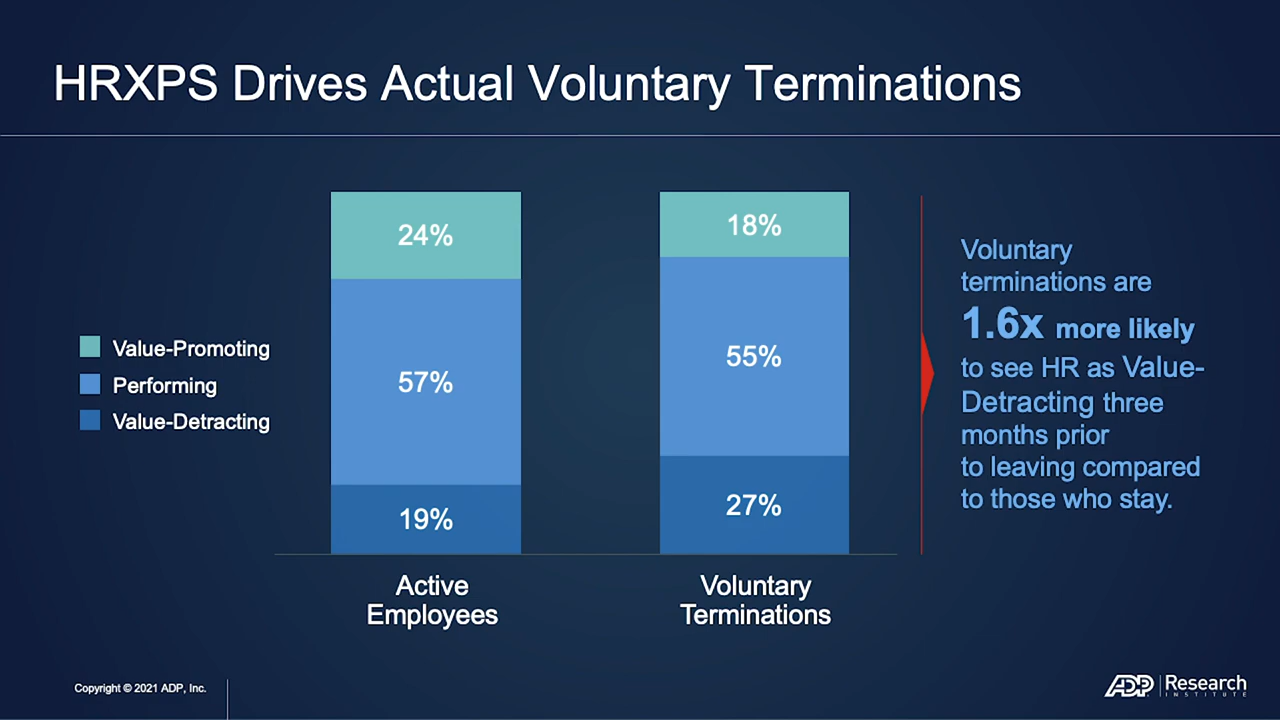 HRXPS Drives Actual Voluntary Terminations
Value-Promoting
Performing
Value-Detracting
24%
57%
19%
Active
Employees
18%
55%
27%
Voluntary
Terminations
Voluntary
terminations are
1.6x more likely
to see HR as Value-
Detracting three
months prior
to leaving compared
to those who stay.
Copyright © 2021 ADP, Inc.
ADP Research
INSTITUTE